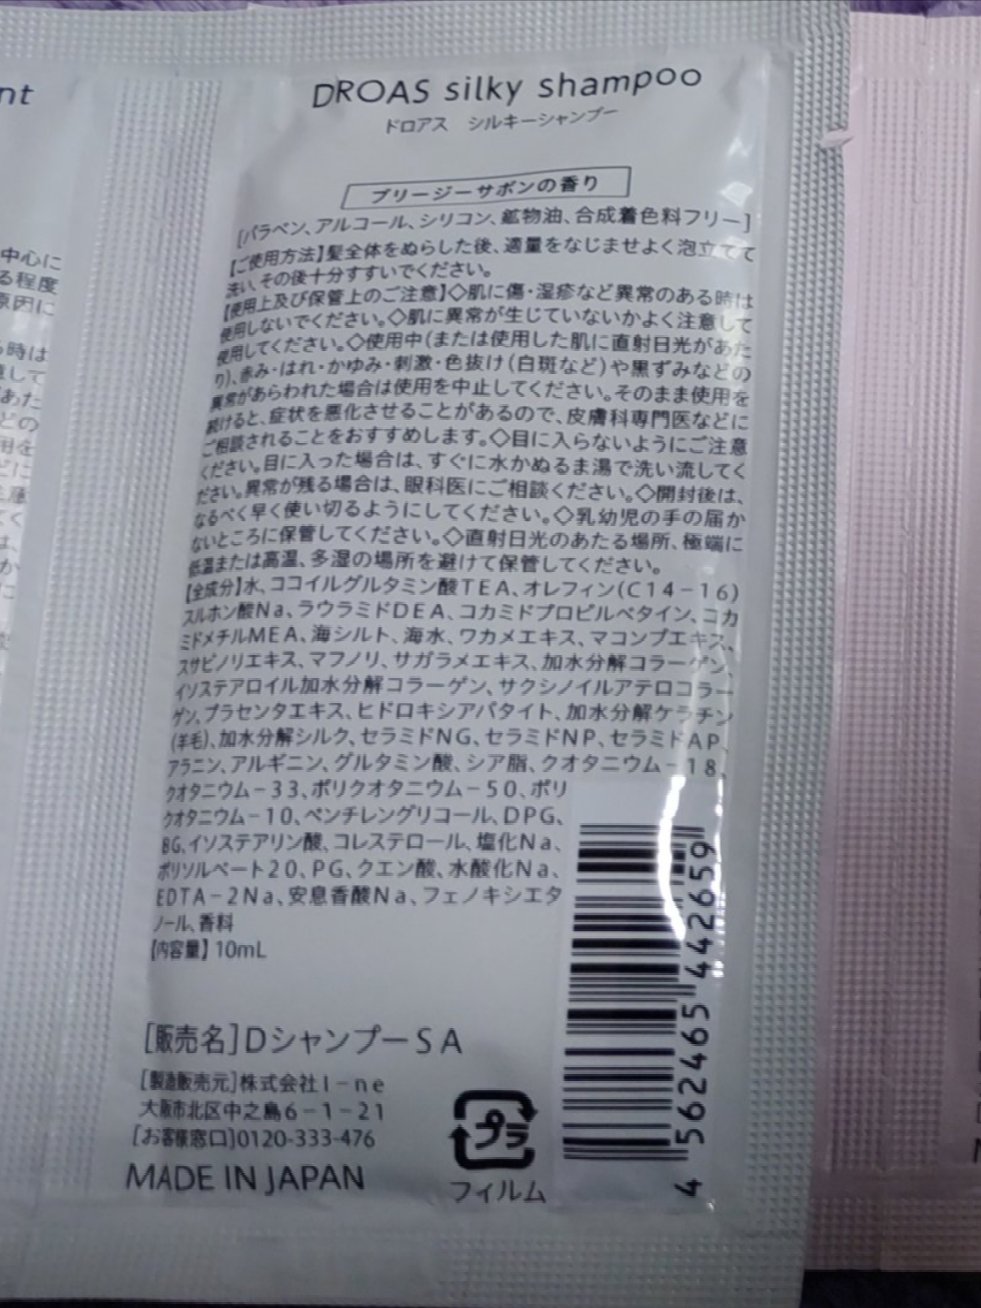 nt
中心に
る程度
原因に
る時は
DROAS silky shampoo
ドロアス シルキーシャンプー
ブリージーサボンの香り
[パラベン、アルコール、シリコン、鉱物油、合成着色料フリー]
【ご使用方法】髪全体をぬらした後、適量をなじませよく泡立てて
洗い、その後十分すすいでください。
【使用上及び保管上のご注意】◇肌に傷・湿疹など異常のある時は
使用しないでください。◇肌に異常が生じていないかよく注意して
使用してください。◇使用中(または使用した肌に直射日光があた
り)、赤み・はれ・かゆみ・刺激・色抜け(白斑など)や黒ずみなどの
異常があらわれた場合は使用を中止してください。そのまま使用を
続けると、症状を悪化させることがあるので、皮膚科専門医などに
ご相談されることをおすすめします。◇目に入らないようにご注意
ください。目に入った場合は、すぐに水かぬるま湯で洗い流してく
ださい。異常が残る場合は、眼科医にご相談ください。◇開封後は、
なるべく早く使い切るようにしてください。◇乳幼児の手の届か
ないところに保管してください。◇直射日光のあたる場所、極端に
低温または高温、多湿の場所を避けて保管してください。
【全成分】水、ココイルグルタミン酸TEA、オレフィン(C14-16)
スルホン酸Na、ラウラミドDEA、コカミドプロピルベタイン、コカ
ミドメチルMEA、海シルト、海水、ワカメエキス、マコンブエキス、
スサビノリエキス、マフノリ、サガラメエキス、加水分解コラーゲン、
イソステアロイル加水分解コラーゲン、サクシノイルアテロコラー
ゲン、プラセンタエキス、ヒドロキシアパタイト、加水分解ケラチン
(羊毛)、加水分解シルク、セラミドNG、セラミドNP、セラミドAP、
アラニン、アルギニン、グルタミン酸、シア脂、クオタニウム-18、
クオタニウム-33、ポリクオタニウム-50、ポリ
クオタニウム-10、ペンチレングリコール、DPG、
BG、イソステアリン酸、コレステロール、塩化Na、
ポリソルベート20、PG、クエン酸、水酸化Na、
EDTA-2Na、安息香酸Na、フェノキシエタ
ノール、香料
【内容量】10mL
[販売名]DシャンプーSA
[製造販売元]株式会社I-ne
大阪市北区中之島6-1-21
[お客様窓口]0120-333-476
MADE IN JAPAN
プラ
フィルム
4 562465 442659